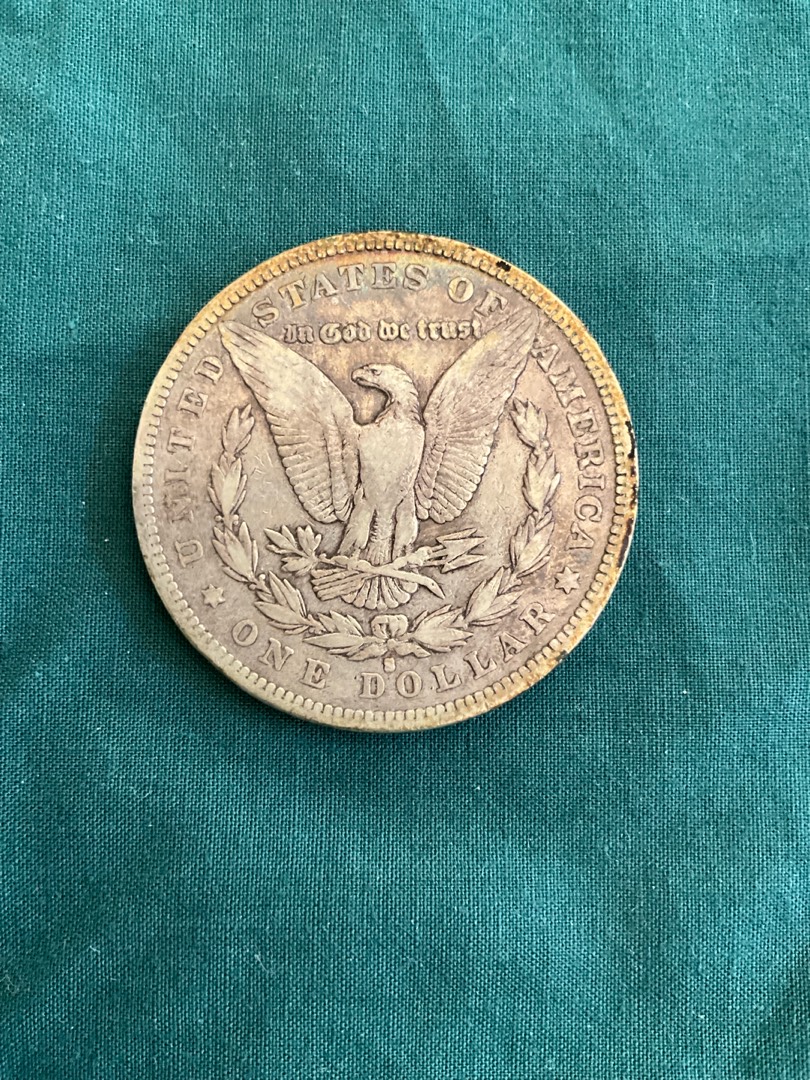 UNITED STATES OF AMERICA
In God we trust
S
ONE DOLLAR